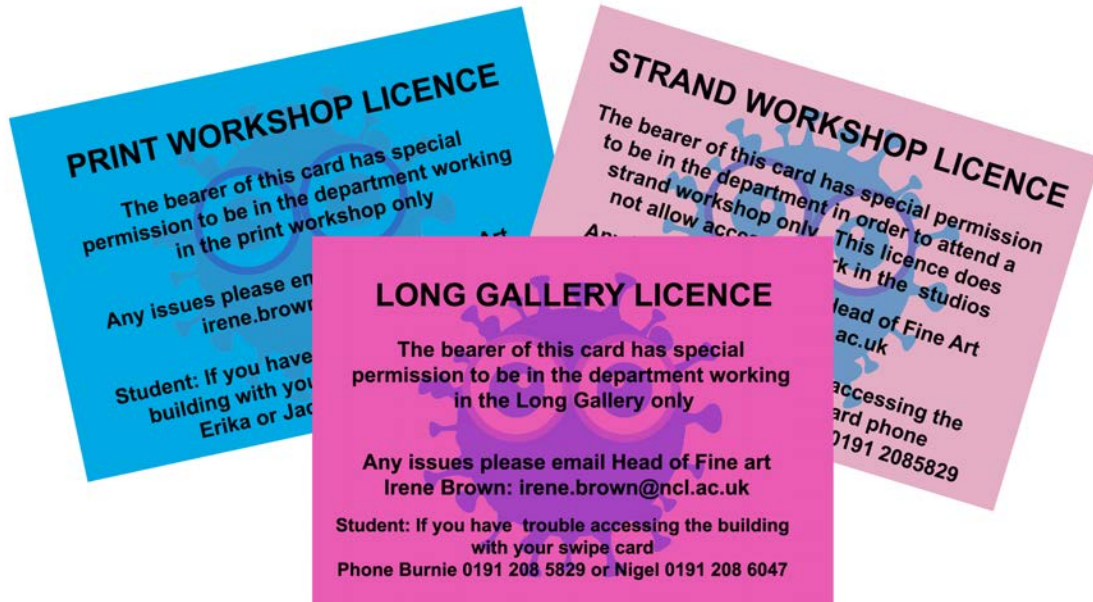 PRINT WORKSHOP LICENCE
The bearer of this card has special
permission to be in the department working
in the print workshop only
Art
Any issues please email
irene.brown
Student: If you have
building with you
Erika or Jac
STRAND WORKSHOP LICENCE
The bearer of this card has special permission
to be in the department in order to attend a
strand workshop only This licence does
not allow acce
rk in the studios
Head of Fine Art
ac.uk
accessing the
ard phone
0191 2085829
LONG GALLERY LICENCE
The bearer of this card has special
permission to be in the department working
in the Long Gallery only
Any issues please email Head of Fine art
Irene Brown: irene.brown@ncl.ac.uk
Student: If you have trouble accessing the building
with your swipe card
Phone Burnie 0191 208 5829 or Nigel 0191 208 6047